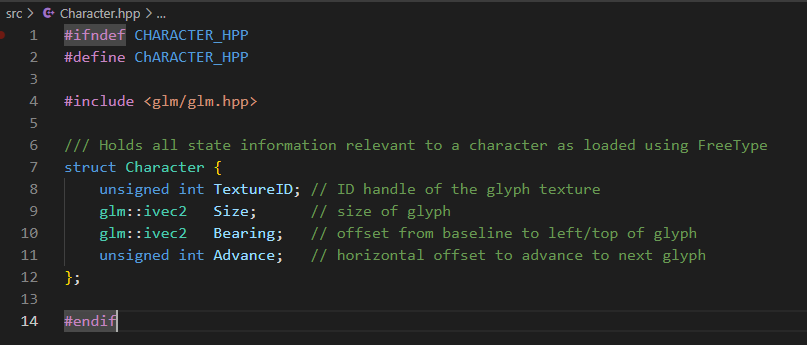 src > Character.hpp > ...
1 #ifndef CHARACTER_HPP
2 #define ChARACTER_HPP
3
4 #include <glm/glm.hpp>
5
6 /// Holds all state information relevant to a character as loaded using FreeType
7 struct Character {
8     unsigned int TextureID; // ID handle of the glyph texture
9     glm::ivec2   Size;      // size of glyph
10     glm::ivec2   Bearing;   // offset from baseline to left/top of glyph
11     unsigned int Advance;   // horizontal offset to advance to next glyph
12 };
13
14 #endif